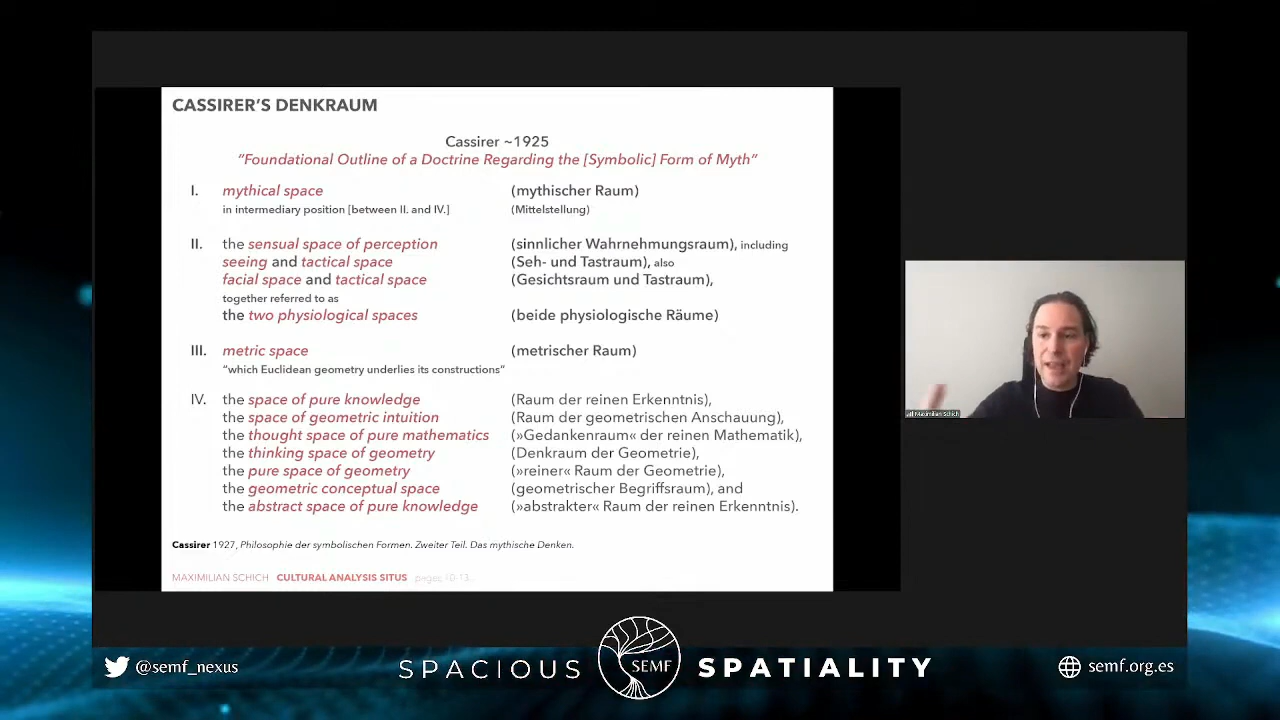 CASSIRER'S DENKRAUM
Cassirer ~1925
"Foundational Outline of a Doctrine Regarding the [Symbolic] Form of Myth"
I. mythical space (mythischer Raum)
in intermediary position [between II. and IV.] (Mittelstellung)
II. the sensual space of perception (sinnlicher Wahrnehmungsraum), including
seeing and tactical space (Seh- und Tastraum), also
facial space and tactical space (Gesichtsraum und Tastraum),
together referred to as
the two physiological spaces (beide physiologische Räume)
III. metric space (metrischer Raum)
"which Euclidean geometry underlies its constructions"
IV. the space of pure knowledge (Raum der reinen Erkenntnis),
the space of geometric intuition (Raum der geometrischen Anschauung),
the thought space of pure mathematics (»Gedankenraum« der reinen Mathematik),
the thinking space of geometry (Denkraum der Geometrie),
the pure space of geometry (»reiner« Raum der Geometrie),
the geometric conceptual space (geometrischer Begriffsraum), and
the abstract space of pure knowledge (»abstrakter« Raum der reinen Erkenntnis).
Cassirer 1927, Philosophie der symbolischen Formen. Zweiter Teil. Das mythische Denken.
MAXIMILIAN SCHICH CULTURAL ANALYSIS SITUS pages 10-13.
Maximilian Schich
@semf_nexus
SPACIOUS SEMF SPATIALITY
semf.org.es